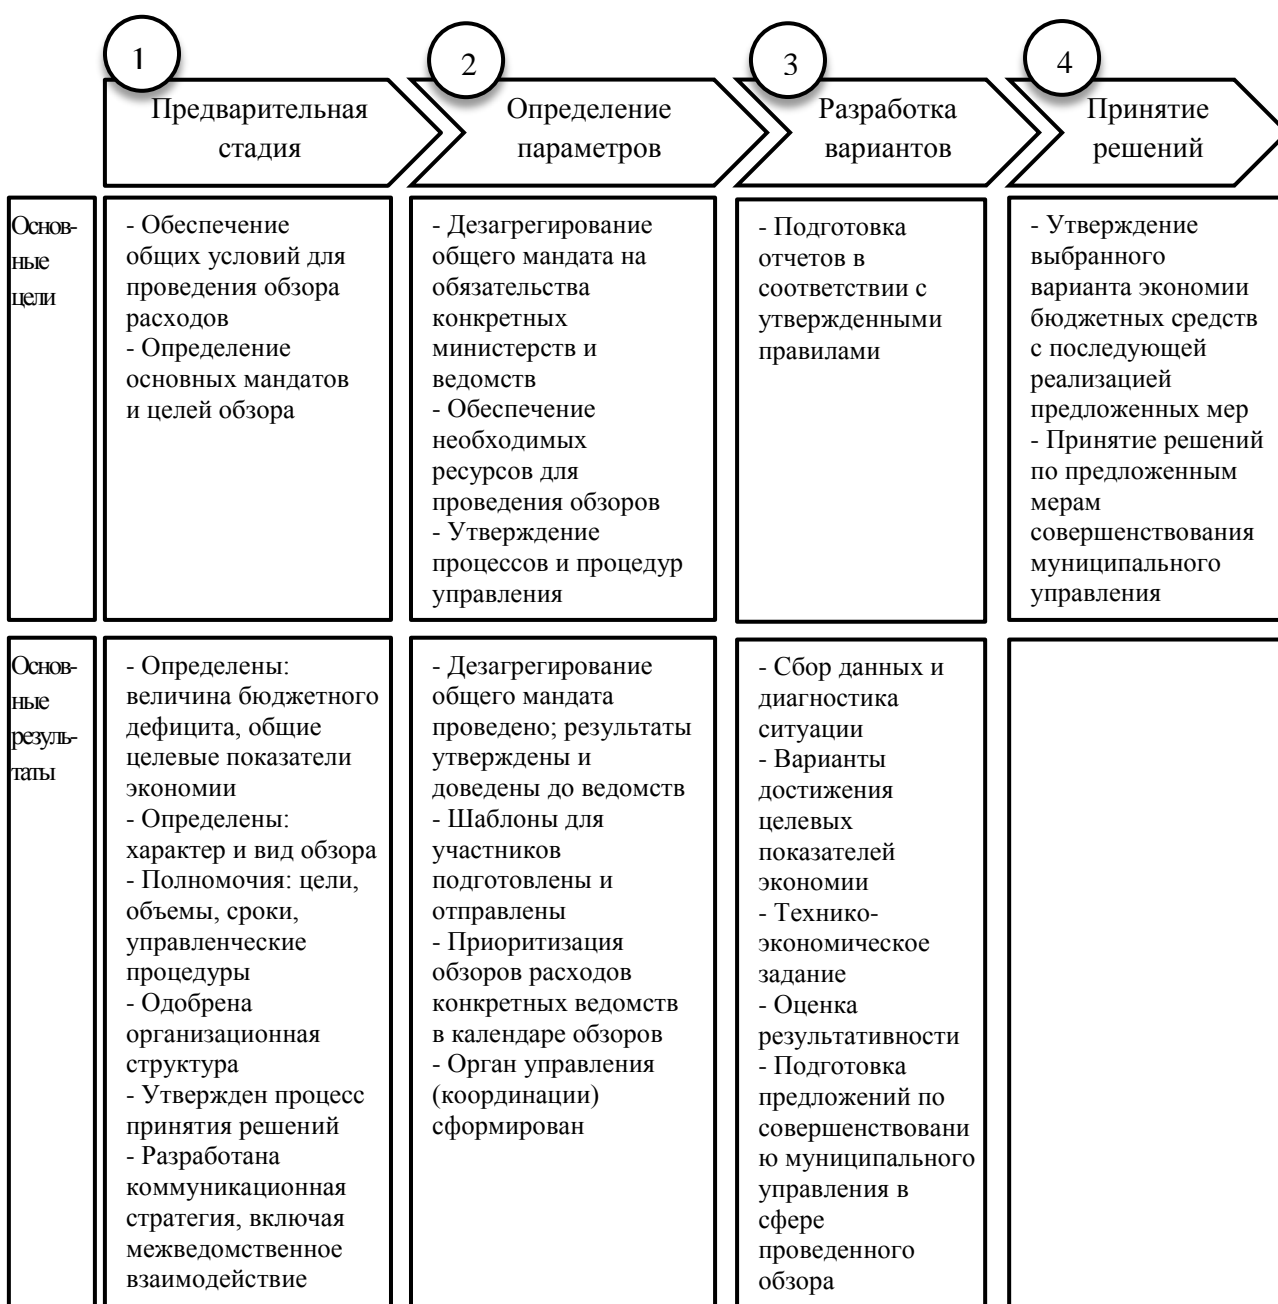 1
Предварительная
стадия
2
Определение
параметров
3
Разработка
вариантов
4
Принятие
решений
Основ-
ные
цели
- Обеспечение
общих условий для
проведения обзора
расходов
- Определение
основных мандатов
и целей обзора
- Дезагрегирование
общего мандата на
обязательства
конкретных
министерств и
ведомств
- Обеспечение
необходимых
ресурсов для
проведения обзоров
- Утверждение
процессов и процедур
управления
- Подготовка
отчетов в
соответствии с
утвержденными
правилами
- Утверждение
выбранного
варианта экономии
бюджетных средств
с последующей
реализацией
предложенных мер
- Принятие решений
по предложенным
мерам
совершенствования
муниципального
управления
Основ-
ные
резуль-
таты
- Определены:
величина бюджетного
дефицита, общие
целевые показатели
экономии
- Определены:
характер и вид обзора
- Полномочия: цели,
объемы, сроки,
управленческие
процедуры
- Одобрена
организационная
структура
- Утвержден процесс
принятия решений
- Разработана
коммуникационная
стратегия, включая
межведомственное
взаимодействие
- Дезагрегирование
общего мандата
проведено; результаты
утверждены и
доведены до ведомств
- Шаблоны для
участников
подготовлены и
отправлены
- Приоритизация
обзоров расходов
конкретных ведомств
в календаре обзоров
- Орган управления
(координации)
сформирован
- Сбор данных и
диагностика
ситуации
- Варианты
достижения
целевых
показателей
экономии
- Технико-
экономическое
задание
- Оценка
результативности
- Подготовка
предложений по
совершенствовани
ю муниципального
управления в
сфере
проведенного
обзора